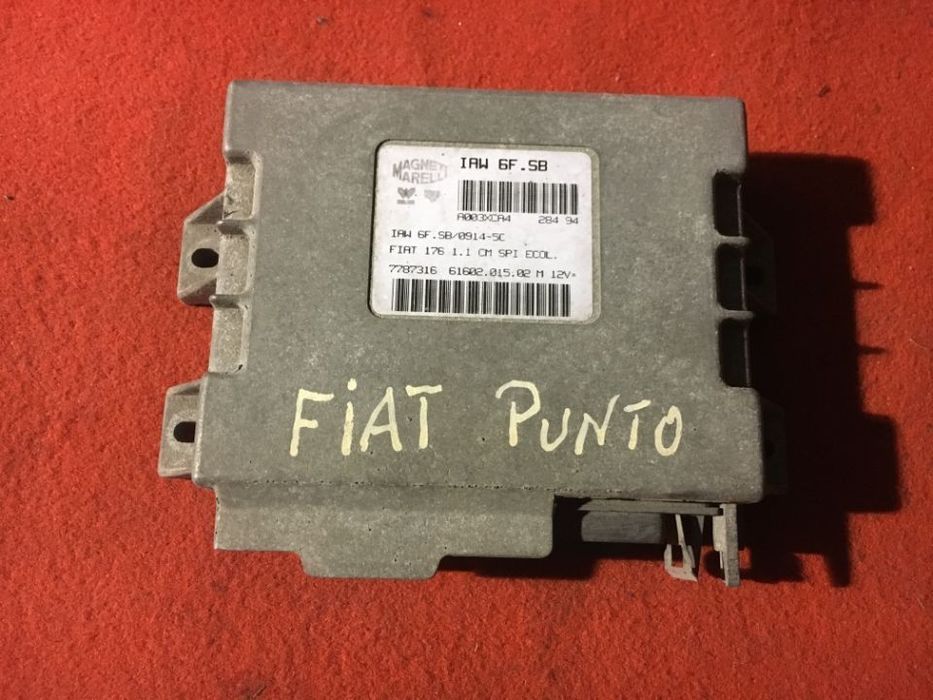 MAGNETI
MARELLI
IAW 6F.SB
A003XCA4 284 94
IAW 6F.SB/0914-5C
FIAT 176 1.1 CM SPI ECOL.
7787316 61602.015.02 M 12V=
FiAT PUNTO